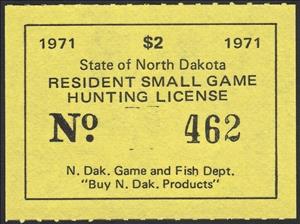 1971 $2 1971
State of North Dakota
RESIDENT SMALL GAME
HUNTING LICENSE
No. 462
N. Dak. Game and Fish Dept.
"Buy N. Dak. Products"